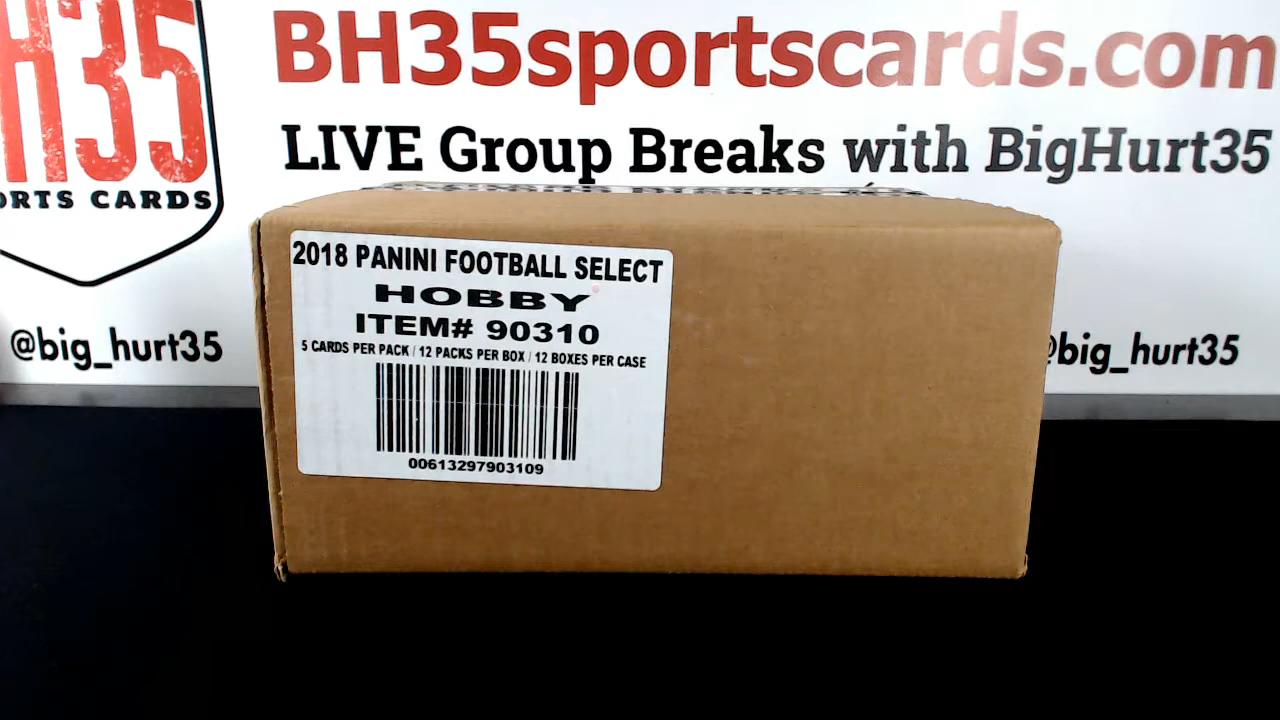 H35
RTS CARDS
BH35sportscards.com
LIVE Group Breaks with BigHurt35
@big_hurt35
@big_hurt35
2018 PANINI FOOTBALL SELECT
HOBBY
ITEM# 90310
5 CARDS PER PACK / 12 PACKS PER BOX / 12 BOXES PER CASE
00613297903109